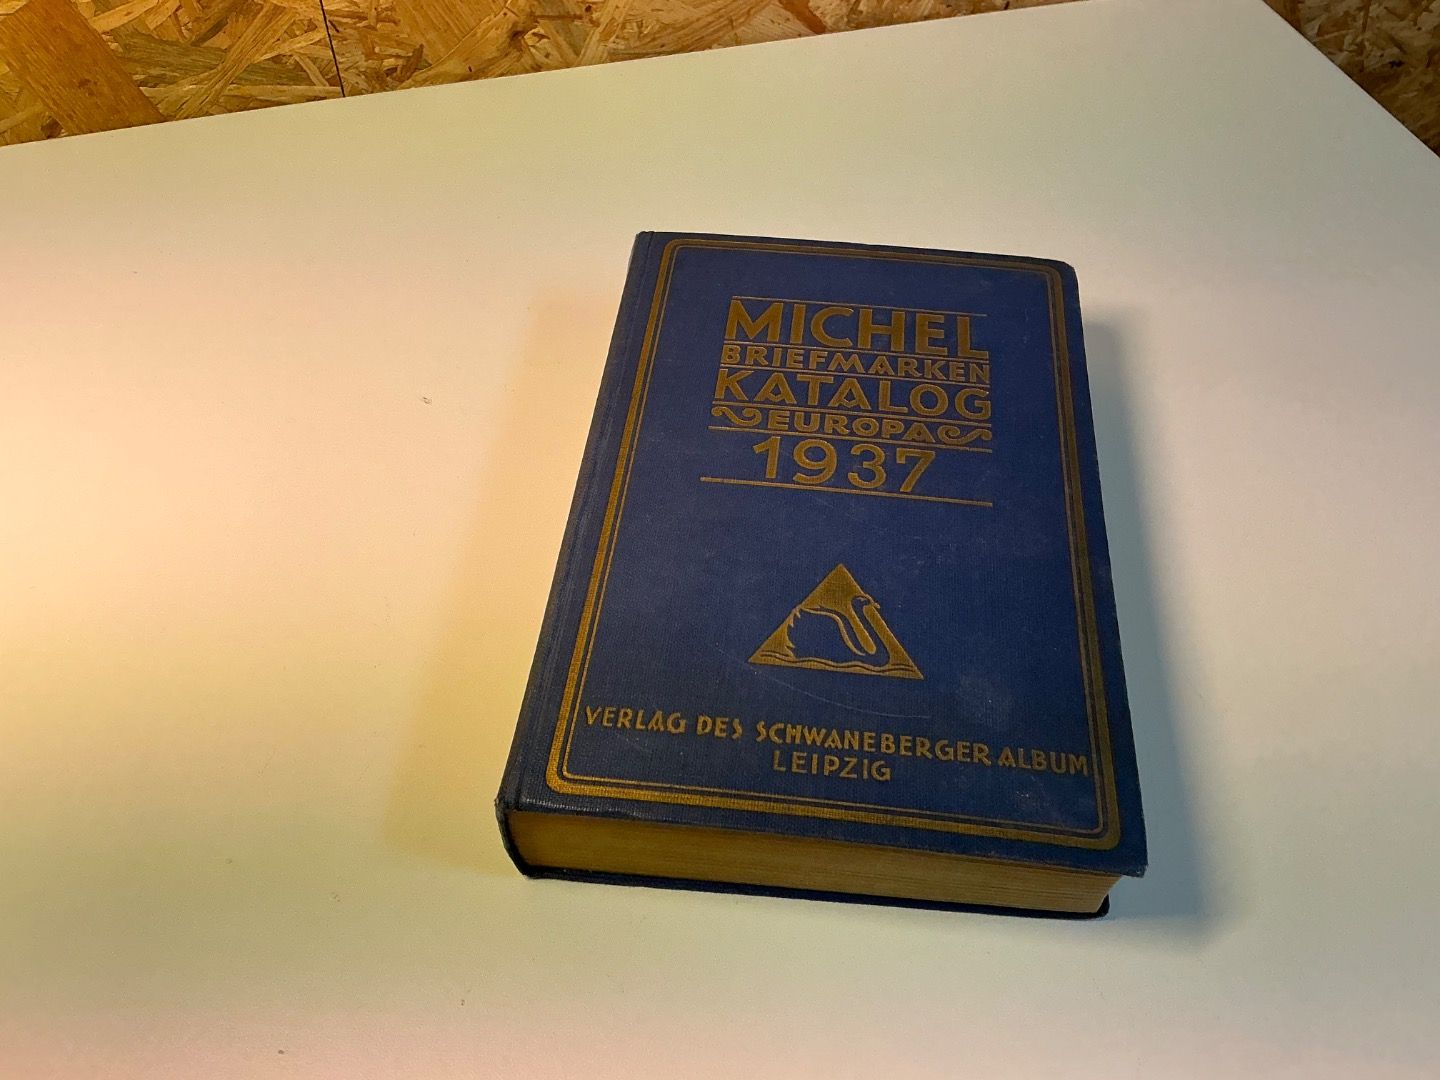 MICHEL
BRIEFMARKEN
KATALOG
EUROPA
1937
VERLAG DES SCHWANEBERGER ALBUM
LEIPZIG